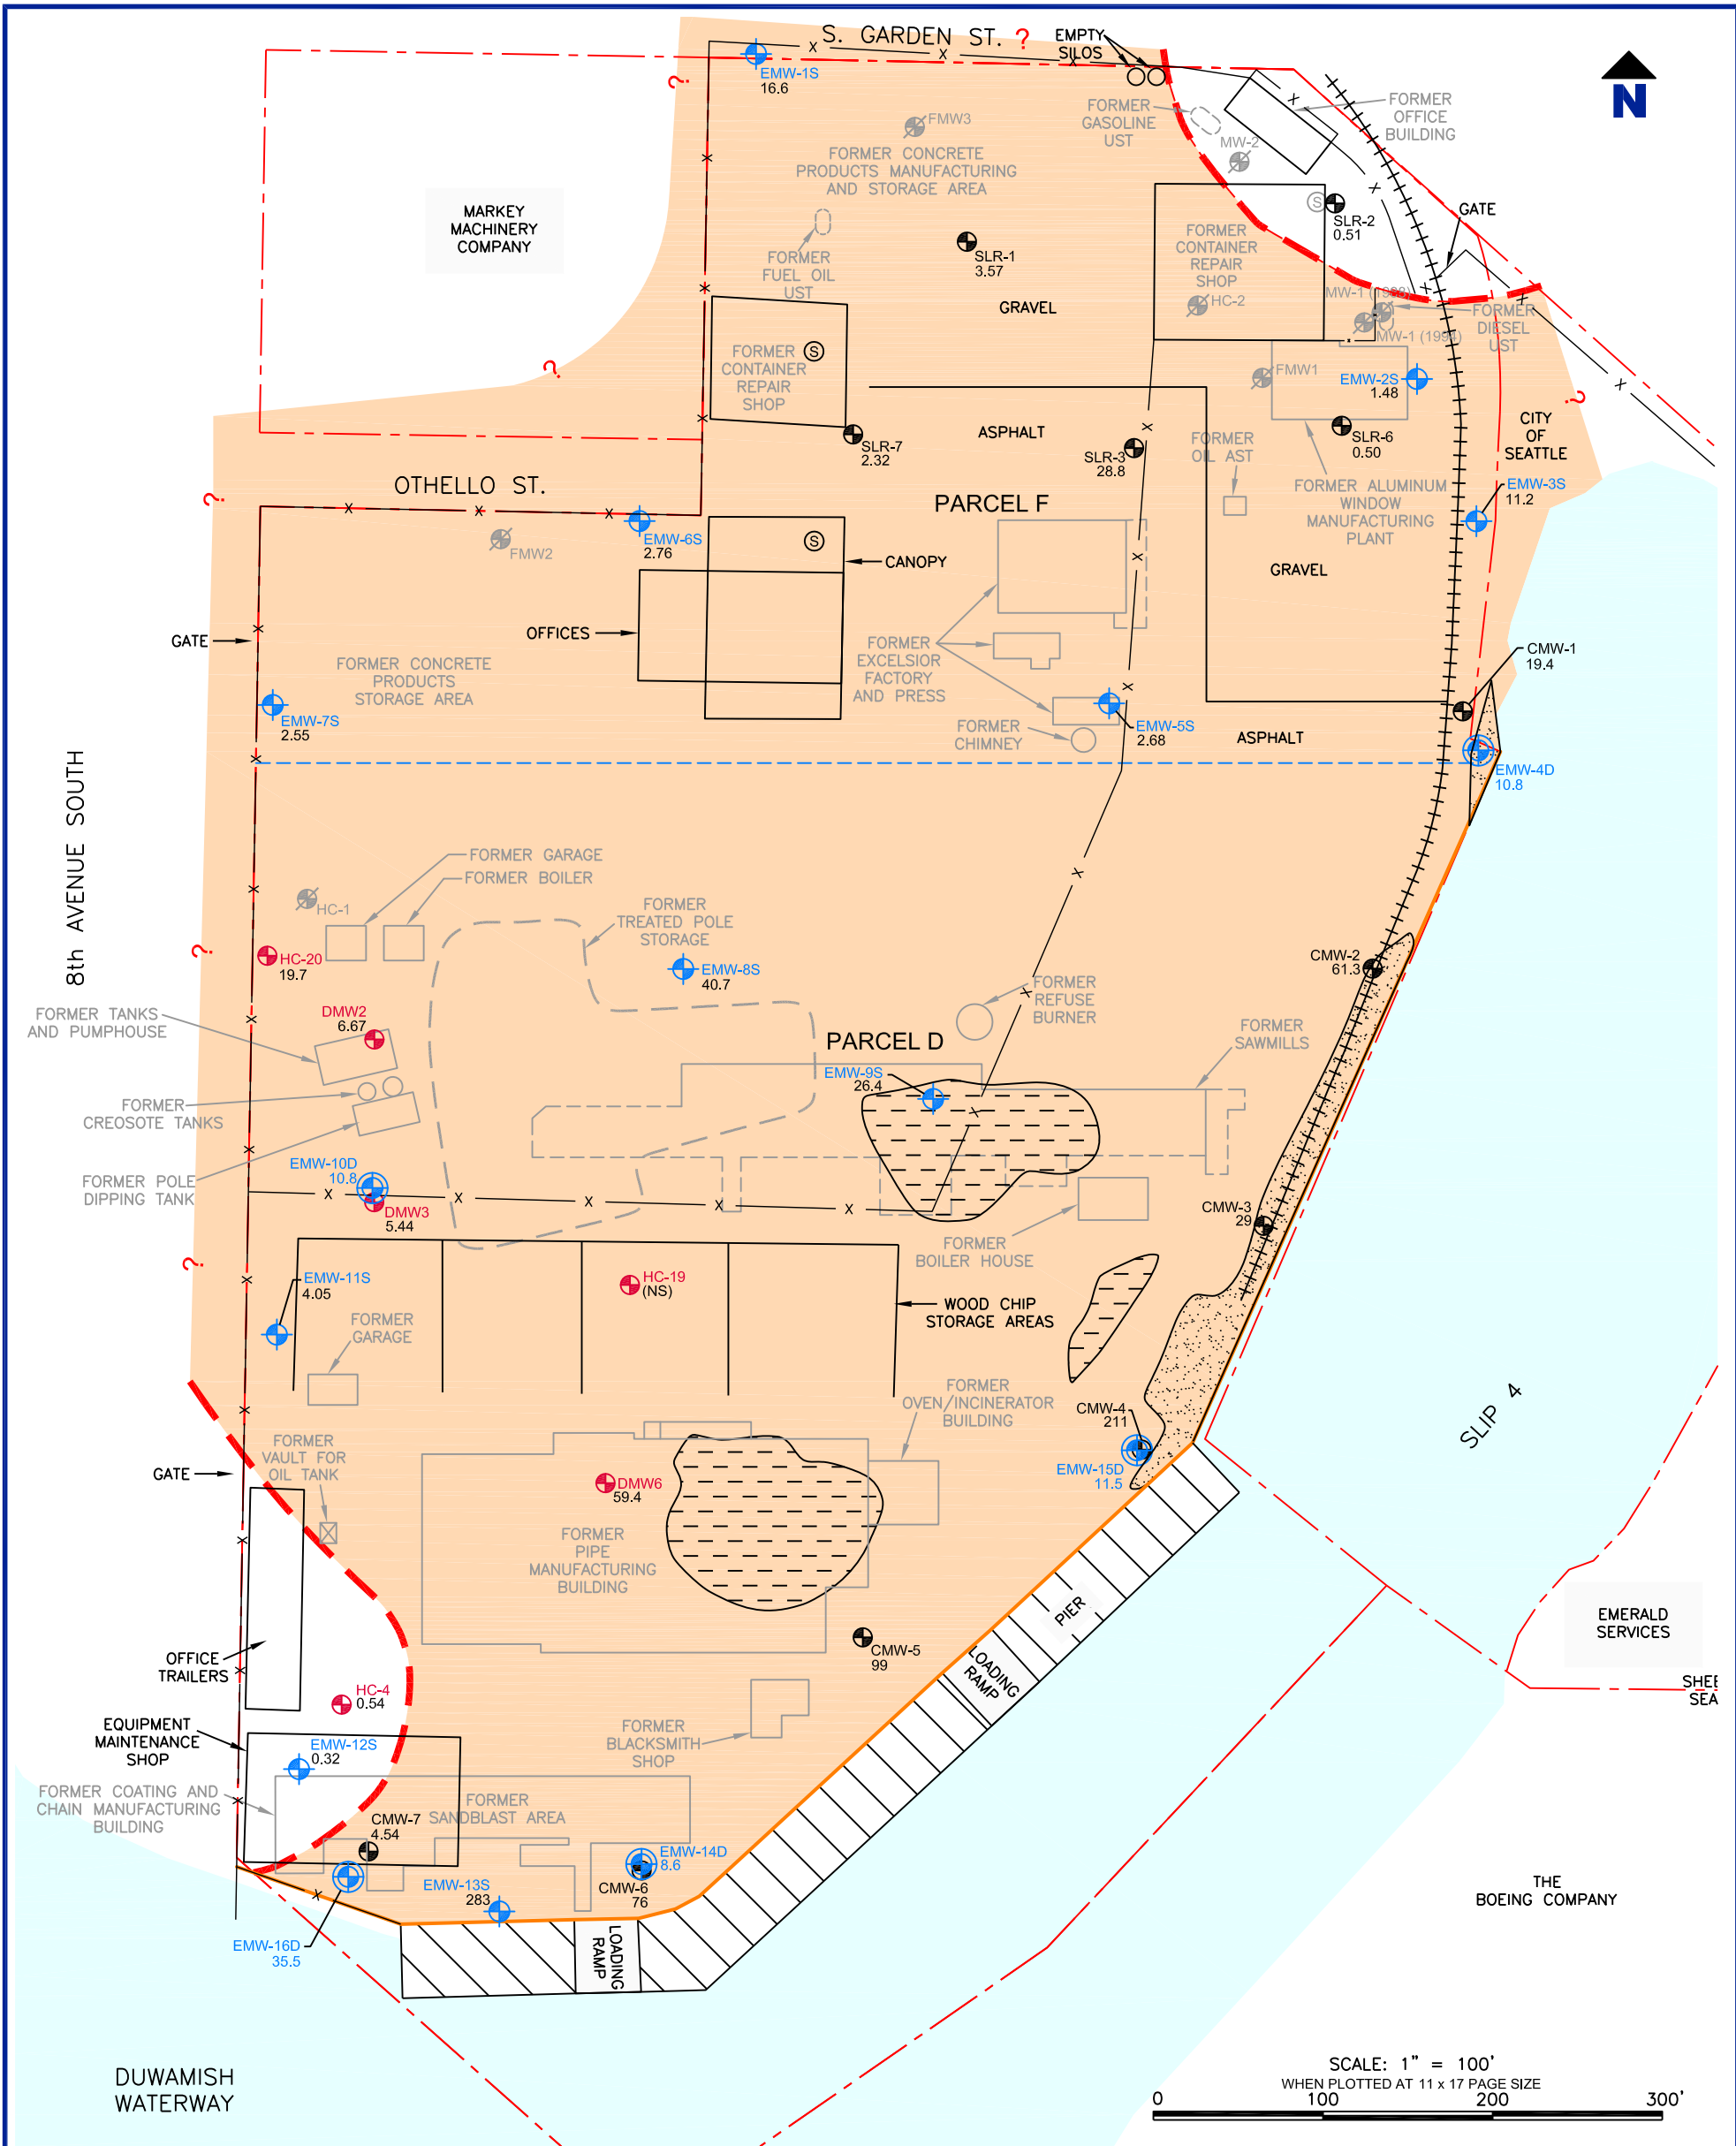 S. GARDEN ST. ?
EMPTY
SILOS
N
EMW-1S
16.6
?
FMW3
FORMER CONCRETE
PRODUCTS MANUFACTURING
AND STORAGE AREA
FORMER
GASOLINE
UST
FORMER
OFFICE
BUILDING
MW-2
MARKEY
MACHINERY
COMPANY
S
SLR-2
0.51
GATE
SLR-1
3.57
FORMER
FUEL OIL
UST
FORMER
CONTAINER
REPAIR
SHOP
HC-2
GRAVEL
MW-1 (1988)
MW-1 (1994)
FORMER
DIESEL
UST
FORMER
CONTAINER
REPAIR
SHOP
S
?
FMW1
EMW-2S
1.48
?
SLR-7
2.32
ASPHALT
SLR-3
28.8
SLR-6
0.50
CITY
OF
SEATTLE
FORMER
OIL AST
OTHELLO ST.
?
PARCEL F
FORMER ALUMINUM
WINDOW
MANUFACTURING
PLANT
EMW-3S
11.2
FMW2
EMW-6S
2.76
S
CANOPY
GRAVEL
GATE
OFFICES
FORMER
EXCELSIOR
FACTORY
AND PRESS
CMW-1
19.4
FORMER CONCRETE
PRODUCTS
STORAGE AREA
EMW-7S
2.55
EMW-5S
2.68
FORMER
CHIMNEY
ASPHALT
EMW-4D
10.8
8th AVENUE SOUTH
FORMER GARAGE
FORMER BOILER
HC-1
FORMER
TREATED POLE
STORAGE
?
HC-20
19.7
EMW-8S
40.7
CMW-2
61.3
FORMER
REFUSE
BURNER
FORMER TANKS
AND PUMPHOUSE
DMW2
6.67
PARCEL D
FORMER
SAWMILLS
EMW-9S
26.4
FORMER
CREOSOTE TANKS
FORMER POLE
DIPPING TANK
EMW-10D
10.8
DMW3
5.44
CMW-3
29
FORMER
BOILER HOUSE
?
EMW-11S
4.05
HC-19
(NS)
WOOD CHIP
STORAGE AREAS
FORMER
GARAGE
FORMER
OVEN/INCINERATOR
BUILDING
CMW-4
211
SLIP 4
FORMER
VAULT FOR
OIL TANK
GATE
EMW-15D
11.5
DMW6
59.4
FORMER
PIPE
MANUFACTURING
BUILDING
PIER
EMERALD
SERVICES
CMW-5
99
LOADING
RAMP
OFFICE
TRAILERS
HC-4
0.54
SHEE
SEA
EQUIPMENT
MAINTENANCE
SHOP
EMW-12S
0.32
FORMER
BLACKSMITH
SHOP
FORMER COATING AND
CHAIN MANUFACTURING
BUILDING
FORMER
SANDBLAST AREA
CMW-7
4.54
EMW-14D
8.6
CMW-6
76
EMW-13S
283
EMW-16D
35.5
LOADING
RAMP
THE
BOEING COMPANY
DUWAMISH
WATERWAY
SCALE: 1" = 100'
WHEN PLOTTED AT 11 x 17 PAGE SIZE
0 100 200 300'